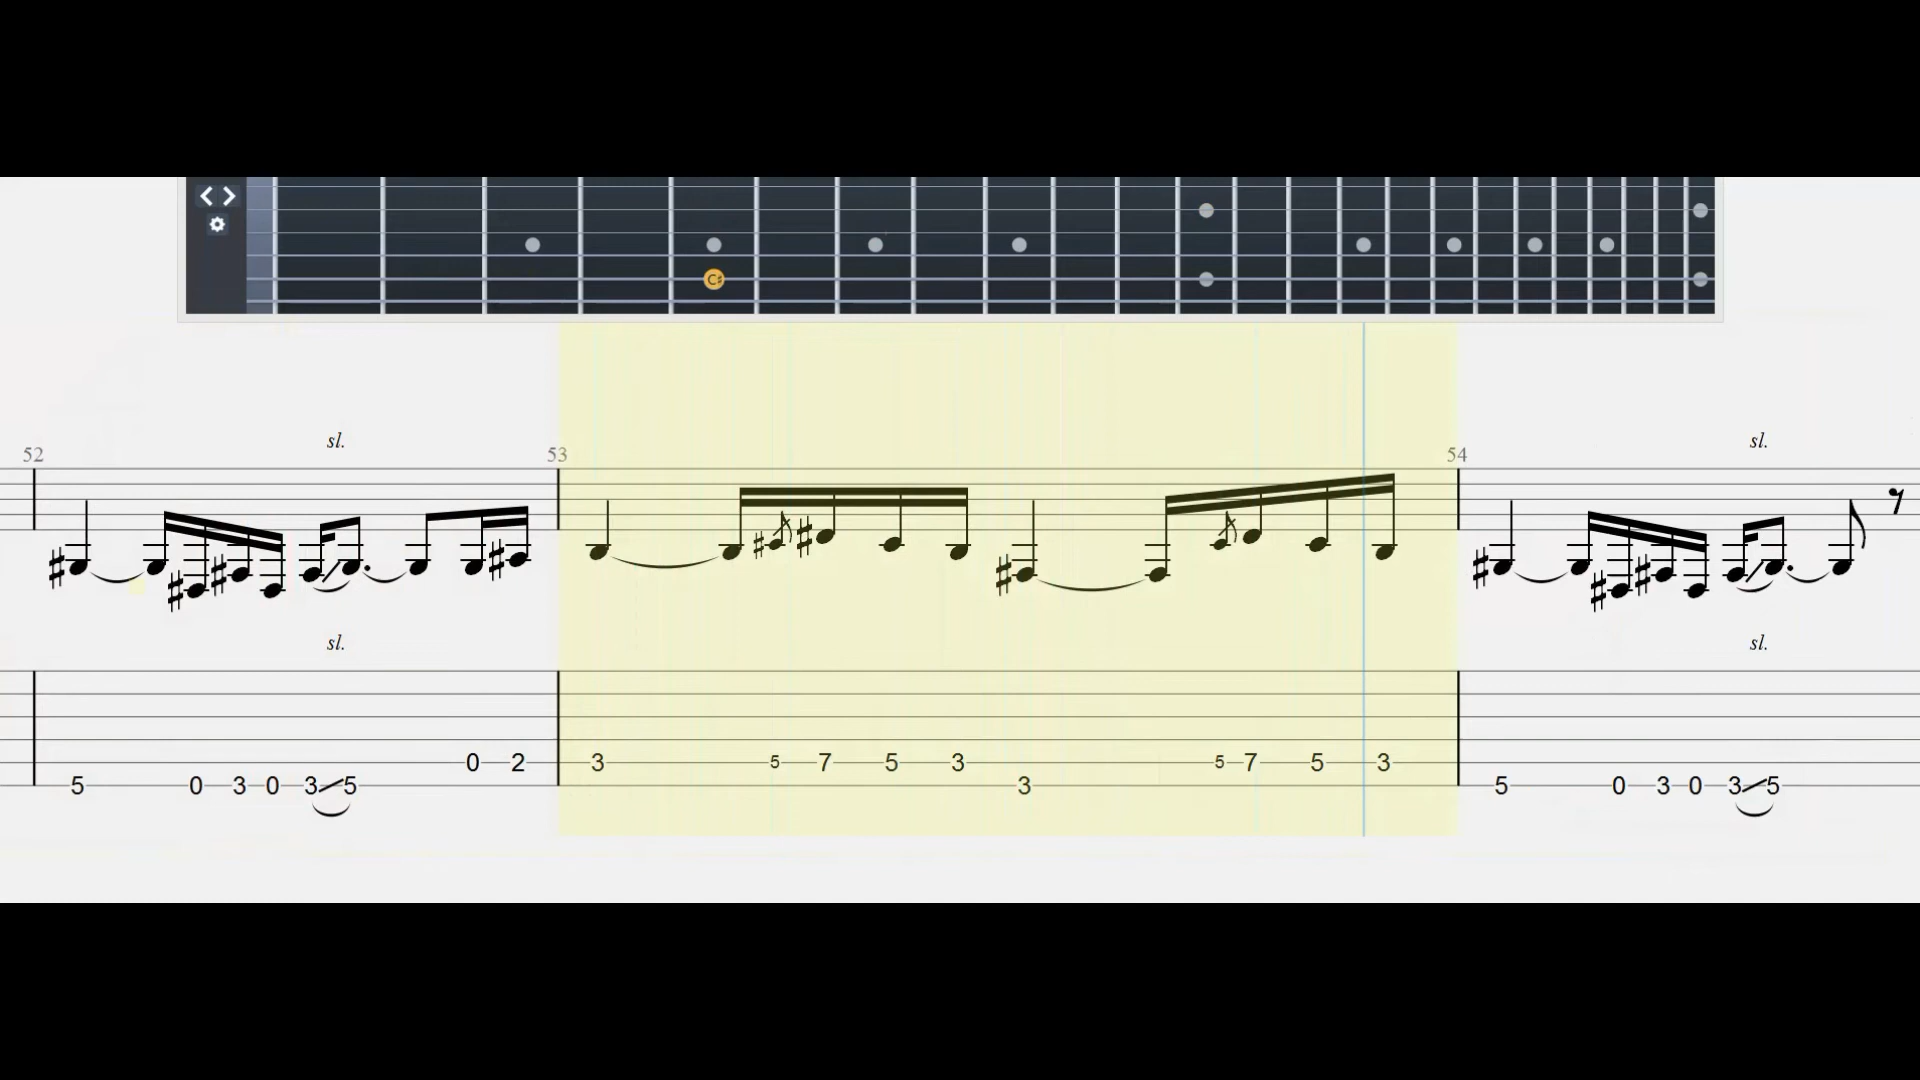 C♯
sl. sl.
52 53 54
sl. sl.
0 2 3 5 7 5 3 5 7 5 3
5 0 3 0 3 5 3 5 0 3 0 3 5